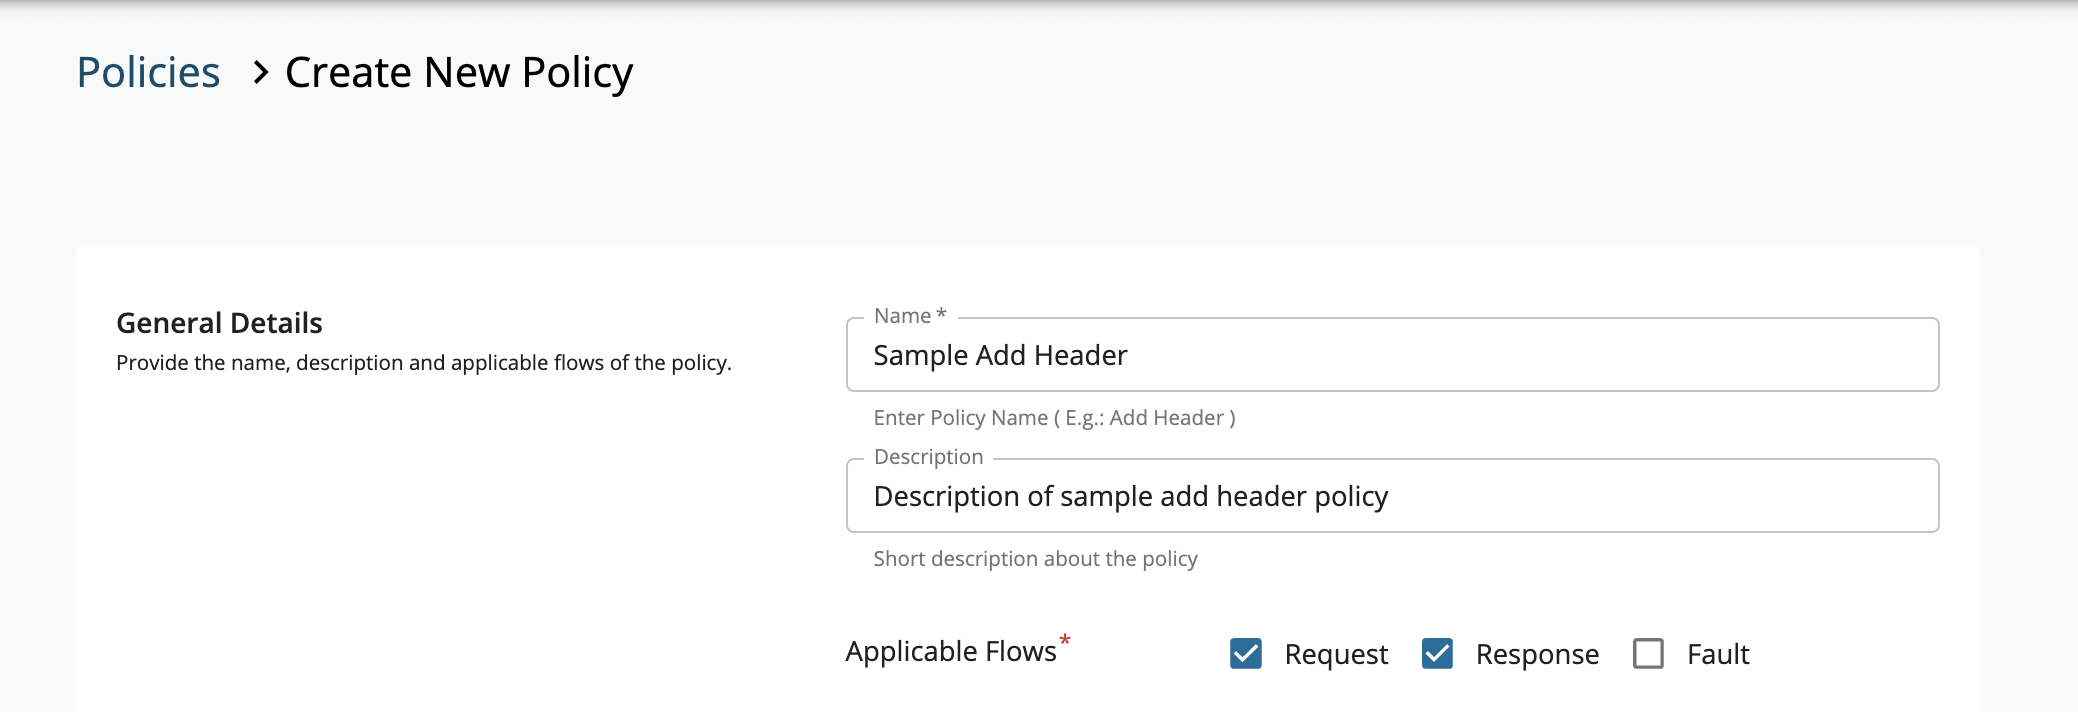 Policies > Create New Policy
General Details
Provide the name, description and applicable flows of the policy.
Name *
Sample Add Header
Enter Policy Name ( E.g.: Add Header )
Description
Description of sample add header policy
Short description about the policy
Applicable Flows* Request Response Fault